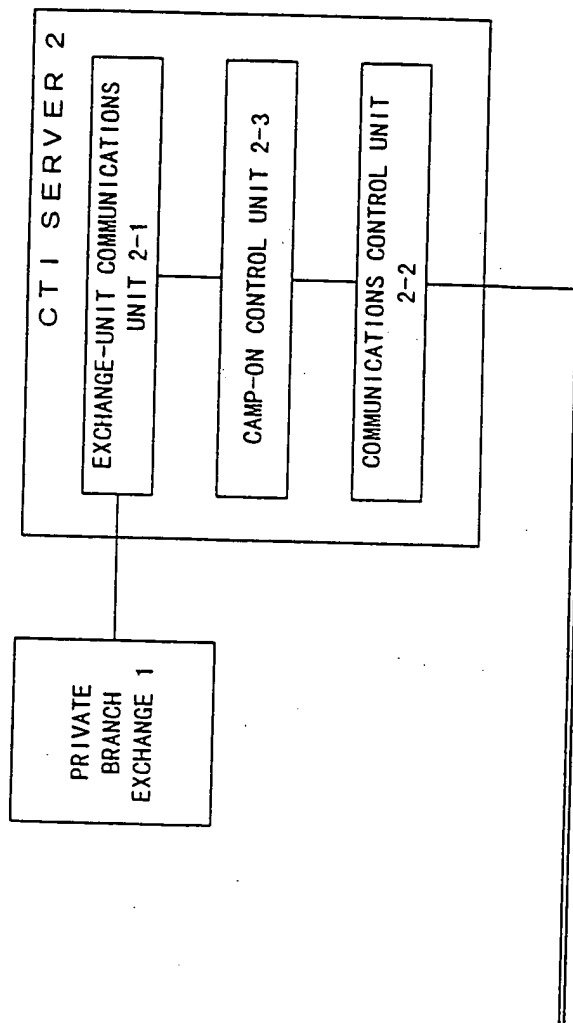 CTI SERVER 2
EXCHANGE-UNIT COMMUNICATIONS
UNIT 2-1
CAMP-ON CONTROL UNIT 2-3
COMMUNICATIONS CONTROL UNIT
2-2
PRIVATE
BRANCH
EXCHANGE 1